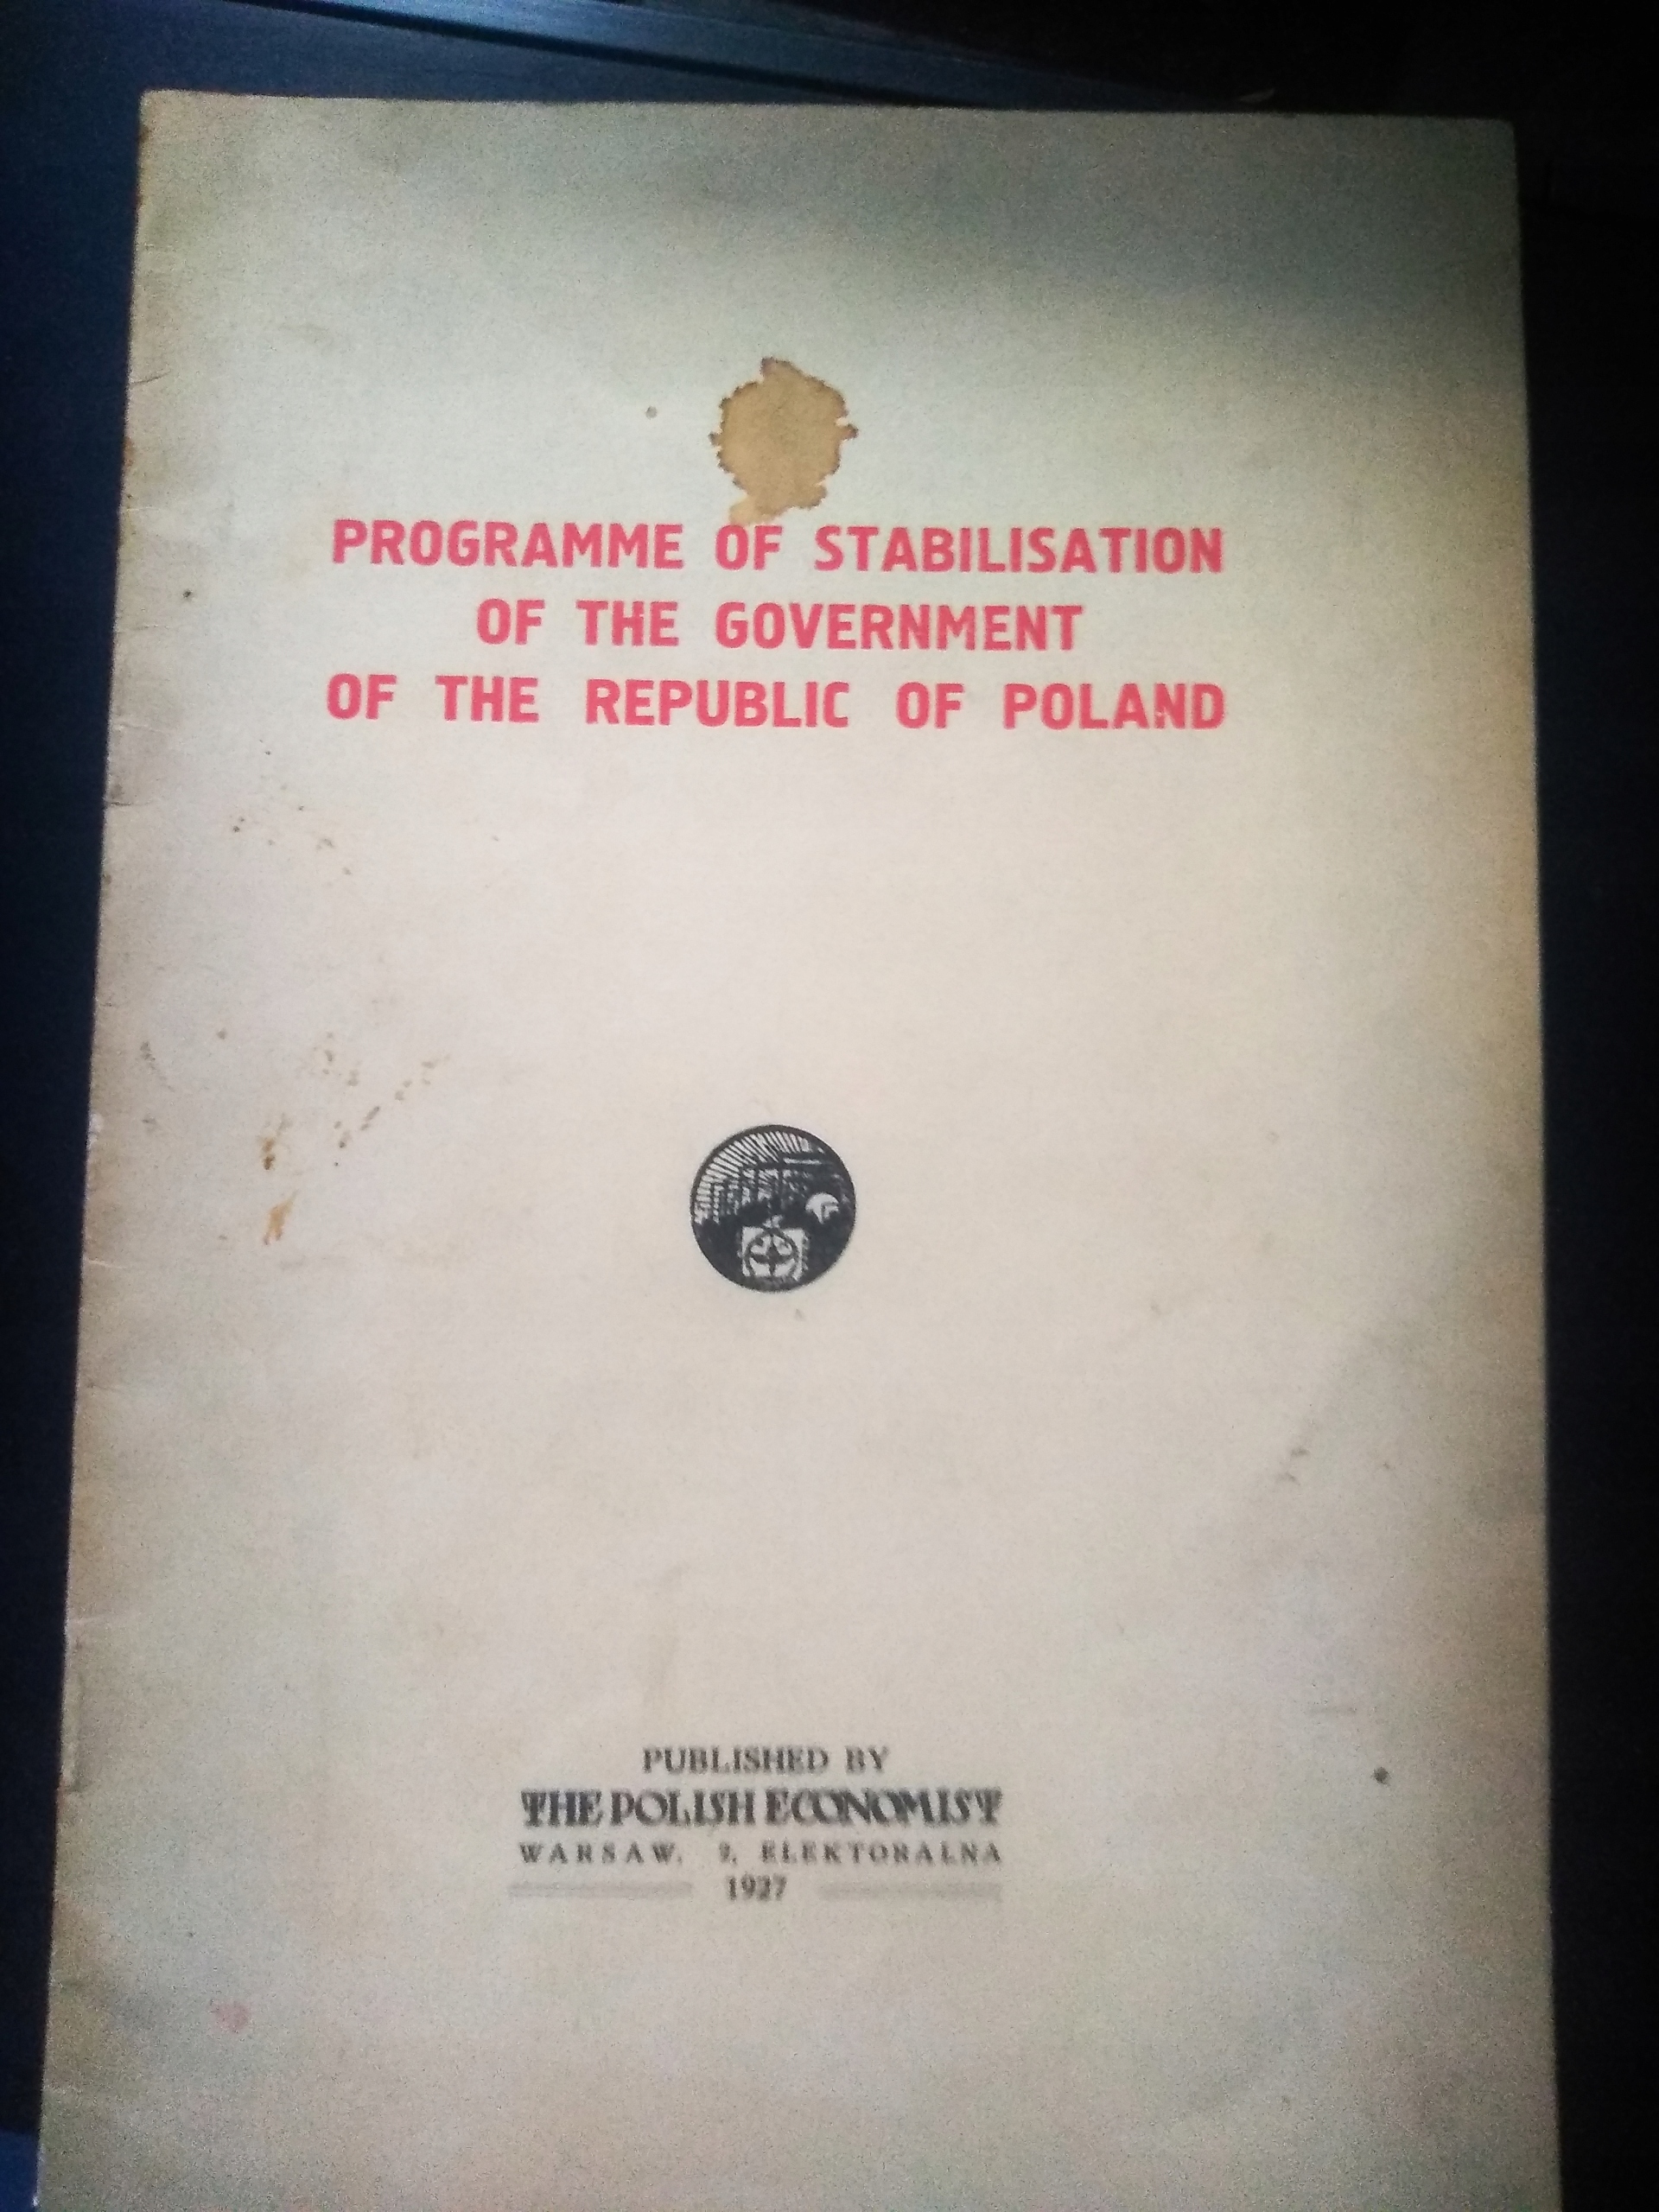 PROGRAMME OF STABILISATION
OF THE GOVERNMENT
OF THE REPUBLIC OF POLAND
PUBLISHED BY
THE POLISH ECONOMIST
WARSAW, 2, ELEKTORALNA
1927